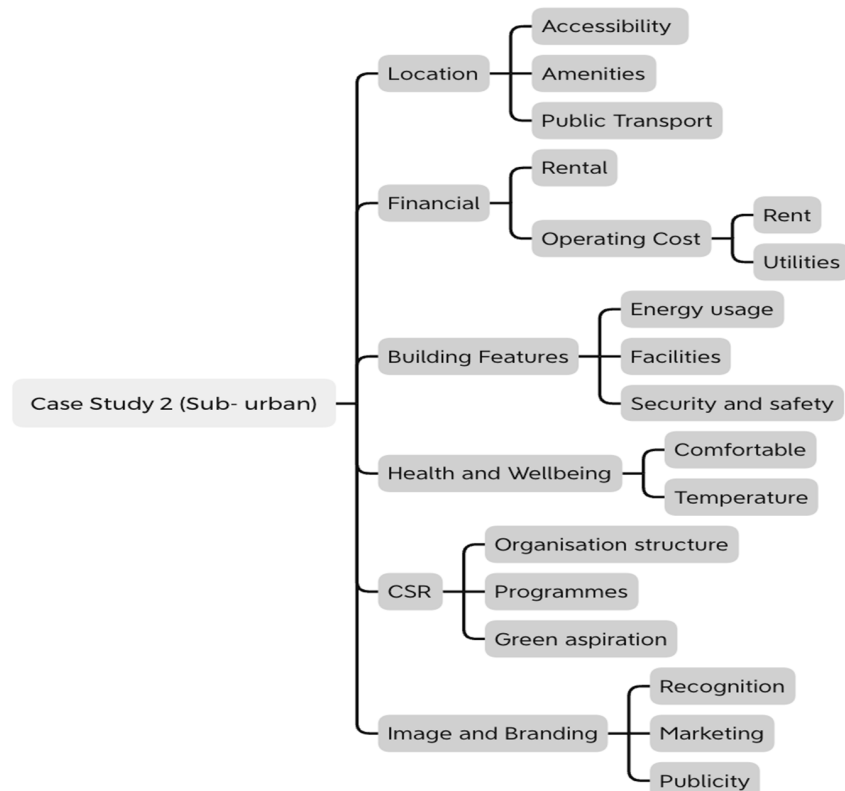 Case Study 2 (Sub- urban)
Location
Accessibility
Amenities
Public Transport
Financial
Rental
Operating Cost
Rent
Utilities
Building Features
Energy usage
Facilities
Security and safety
Health and Wellbeing
Comfortable
Temperature
CSR
Organisation structure
Programmes
Green aspiration
Image and Branding
Recognition
Marketing
Publicity